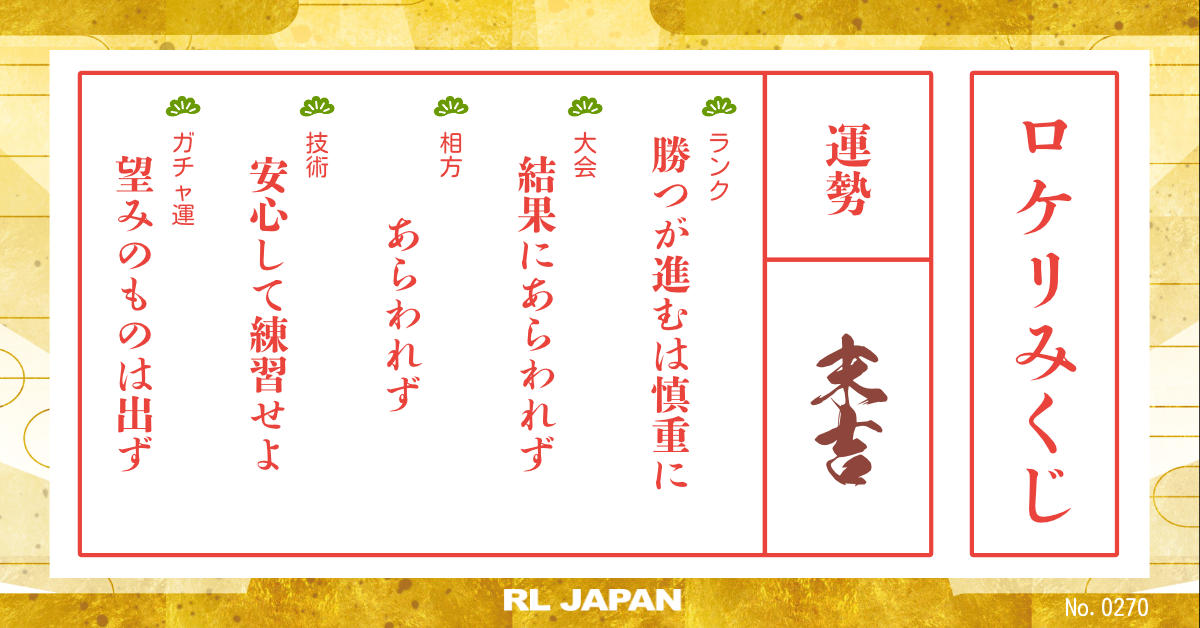 ロケリみくじ
運勢
末吉
ランク
勝つが進むは慎重に
大会
結果にあらわれず
相方
あらわれず
技術
安心して練習せよ
ガチャ運
望みのものは出ず
RL JAPAN
No. 0270